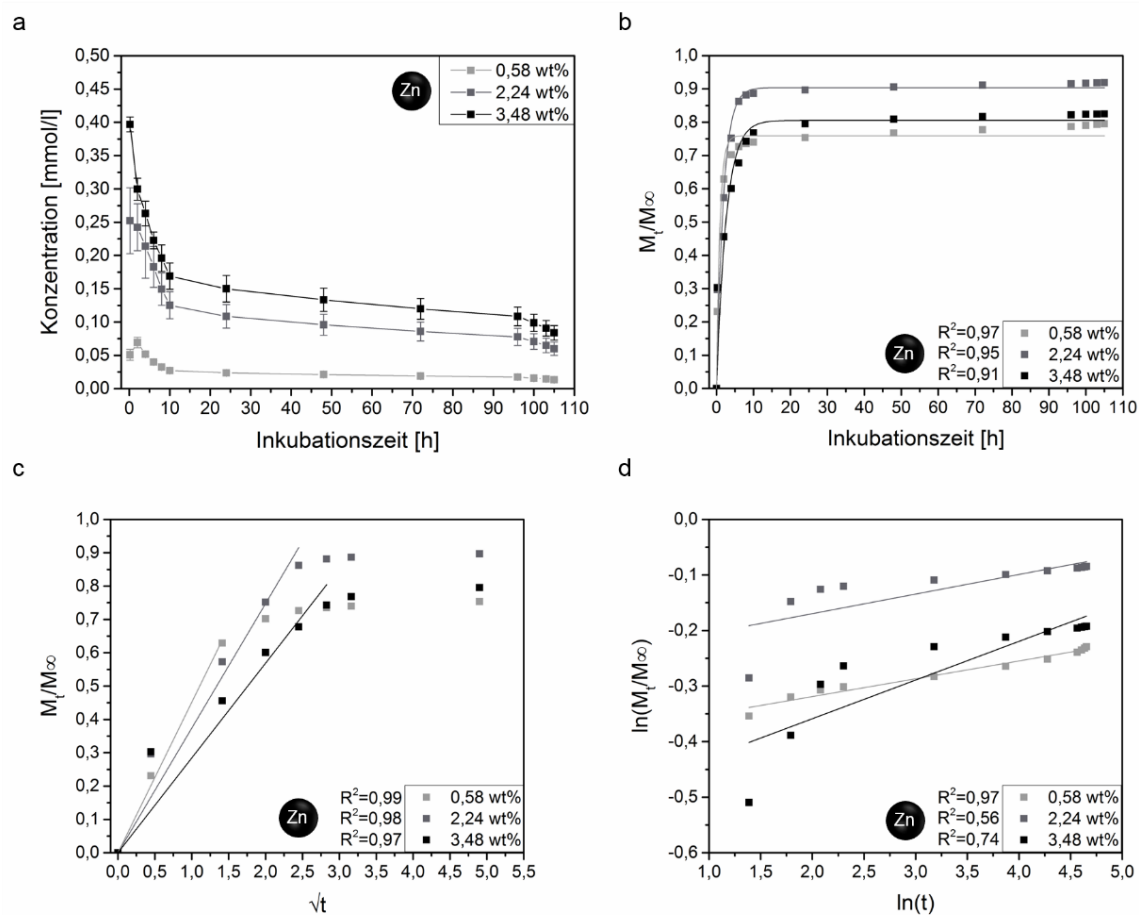 a
Konzentration [mmol/l]
0,50
0,45
0,40
0,35
0,30
0,25
0,20
0,15
0,10
0,05
0,00
Zn
0,58 wt%
2,24 wt%
3,48 wt%
0 10 20 30 40 50 60 70 80 90 100 110
Inkubationszeit [h]
b
Mt/M∞
1,0
0,9
0,8
0,7
0,6
0,5
0,4
0,3
0,2
0,1
0,0
Zn
R²=0,97 0,58 wt%
R²=0,95 2,24 wt%
R²=0,91 3,48 wt%
0 10 20 30 40 50 60 70 80 90 100 110
Inkubationszeit [h]
c
Mt/M∞
1,0
0,9
0,8
0,7
0,6
0,5
0,4
0,3
0,2
0,1
0,0
Zn
R²=0,99 0,58 wt%
R²=0,98 2,24 wt%
R²=0,97 3,48 wt%
0,0 0,5 1,0 1,5 2,0 2,5 3,0 3,5 4,0 4,5 5,0 5,5
√t
d
ln(Mt/M∞)
0,0
-0,1
-0,2
-0,3
-0,4
-0,5
-0,6
Zn
R²=0,97 0,58 wt%
R²=0,56 2,24 wt%
R²=0,74 3,48 wt%
1,0 1,5 2,0 2,5 3,0 3,5 4,0 4,5 5,0
ln(t)